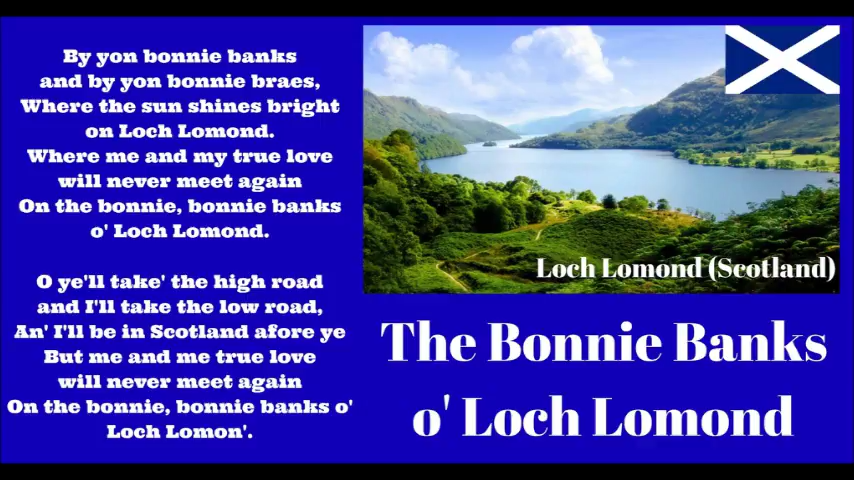 By yon bonnie banks
and by yon bonnie braes,
Where the sun shines bright
on Loch Lomond.
Where me and my true love
will never meet again
On the bonnie, bonnie banks
o' Loch Lomond.
O ye'll take' the high road
and I'll take the low road,
An' I'll be in Scotland afore ye
But me and me true love
will never meet again
On the bonnie, bonnie banks o'
Loch Lomon'.
Loch Lomond (Scotland)
The Bonnie Banks
o' Loch Lomond